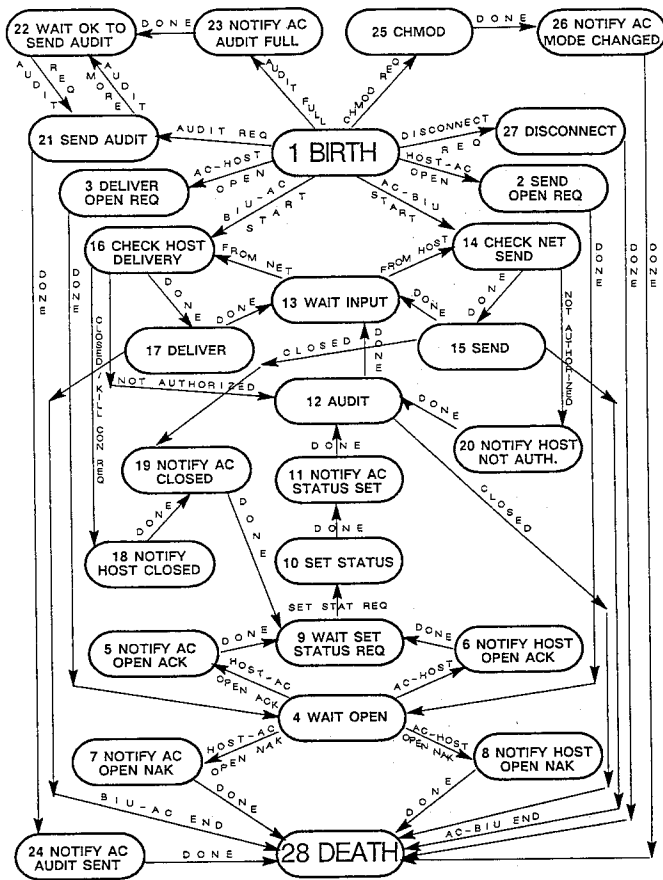 22 WAIT OK TO
SEND AUDIT
DONE
23 NOTIFY AC
AUDIT FULL
25 CHMOD
DONE
26 NOTIFY AC
MODE CHANGED
AUDIT
REQ
MORE
AUDIT
AUDIT FULL
CHMOD REQ
21 SEND AUDIT
AUDIT REQ
1 BIRTH
DISCONNECT
REQ
27 DISCONNECT
AC-HOST
OPEN
HOST-AC
OPEN
3 DELIVER
OPEN REQ
2 SEND
OPEN REQ
BIU-AC
START
AC-BIU
START
16 CHECK HOST
DELIVERY
14 CHECK NET
SEND
FROM NET
FROM HOST
DONE
DONE
DONE
DONE
DONE
13 WAIT INPUT
DONE
DONE
DONE
DONE
NOT AUTHORIZED
17 DELIVER
15 SEND
CLOSED
DONE
CLOSED/KILL CON REQ
NOT AUTHORIZED
12 AUDIT
DONE
20 NOTIFY HOST
NOT AUTH.
DONE
19 NOTIFY AC
CLOSED
11 NOTIFY AC
STATUS SET
CLOSED
DONE
DONE
DONE
18 NOTIFY
HOST CLOSED
10 SET STATUS
SET STAT REQ
5 NOTIFY AC
OPEN ACK
DONE
9 WAIT SET
STATUS REQ
DONE
6 NOTIFY HOST
OPEN ACK
HOST-AC
OPEN ACK
AC-HOST
4 WAIT OPEN
HOST-AC
OPEN NAK
AC-HOST
OPEN NAK
7 NOTIFY AC
OPEN NAK
8 NOTIFY HOST
OPEN NAK
DONE
DONE
BIU-AC END
AC-BIU END
24 NOTIFY AC
AUDIT SENT
DONE
28 DEATH